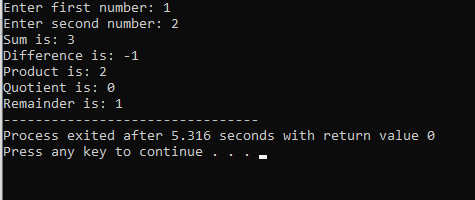 Enter first number: 1
Enter second number: 2
Sum is: 3
Difference is: -1
Product is: 2
Quotient is: 0
Remainder is: 1
--------------------------------
Process exited after 5.316 seconds with return value 0
Press any key to continue . . .